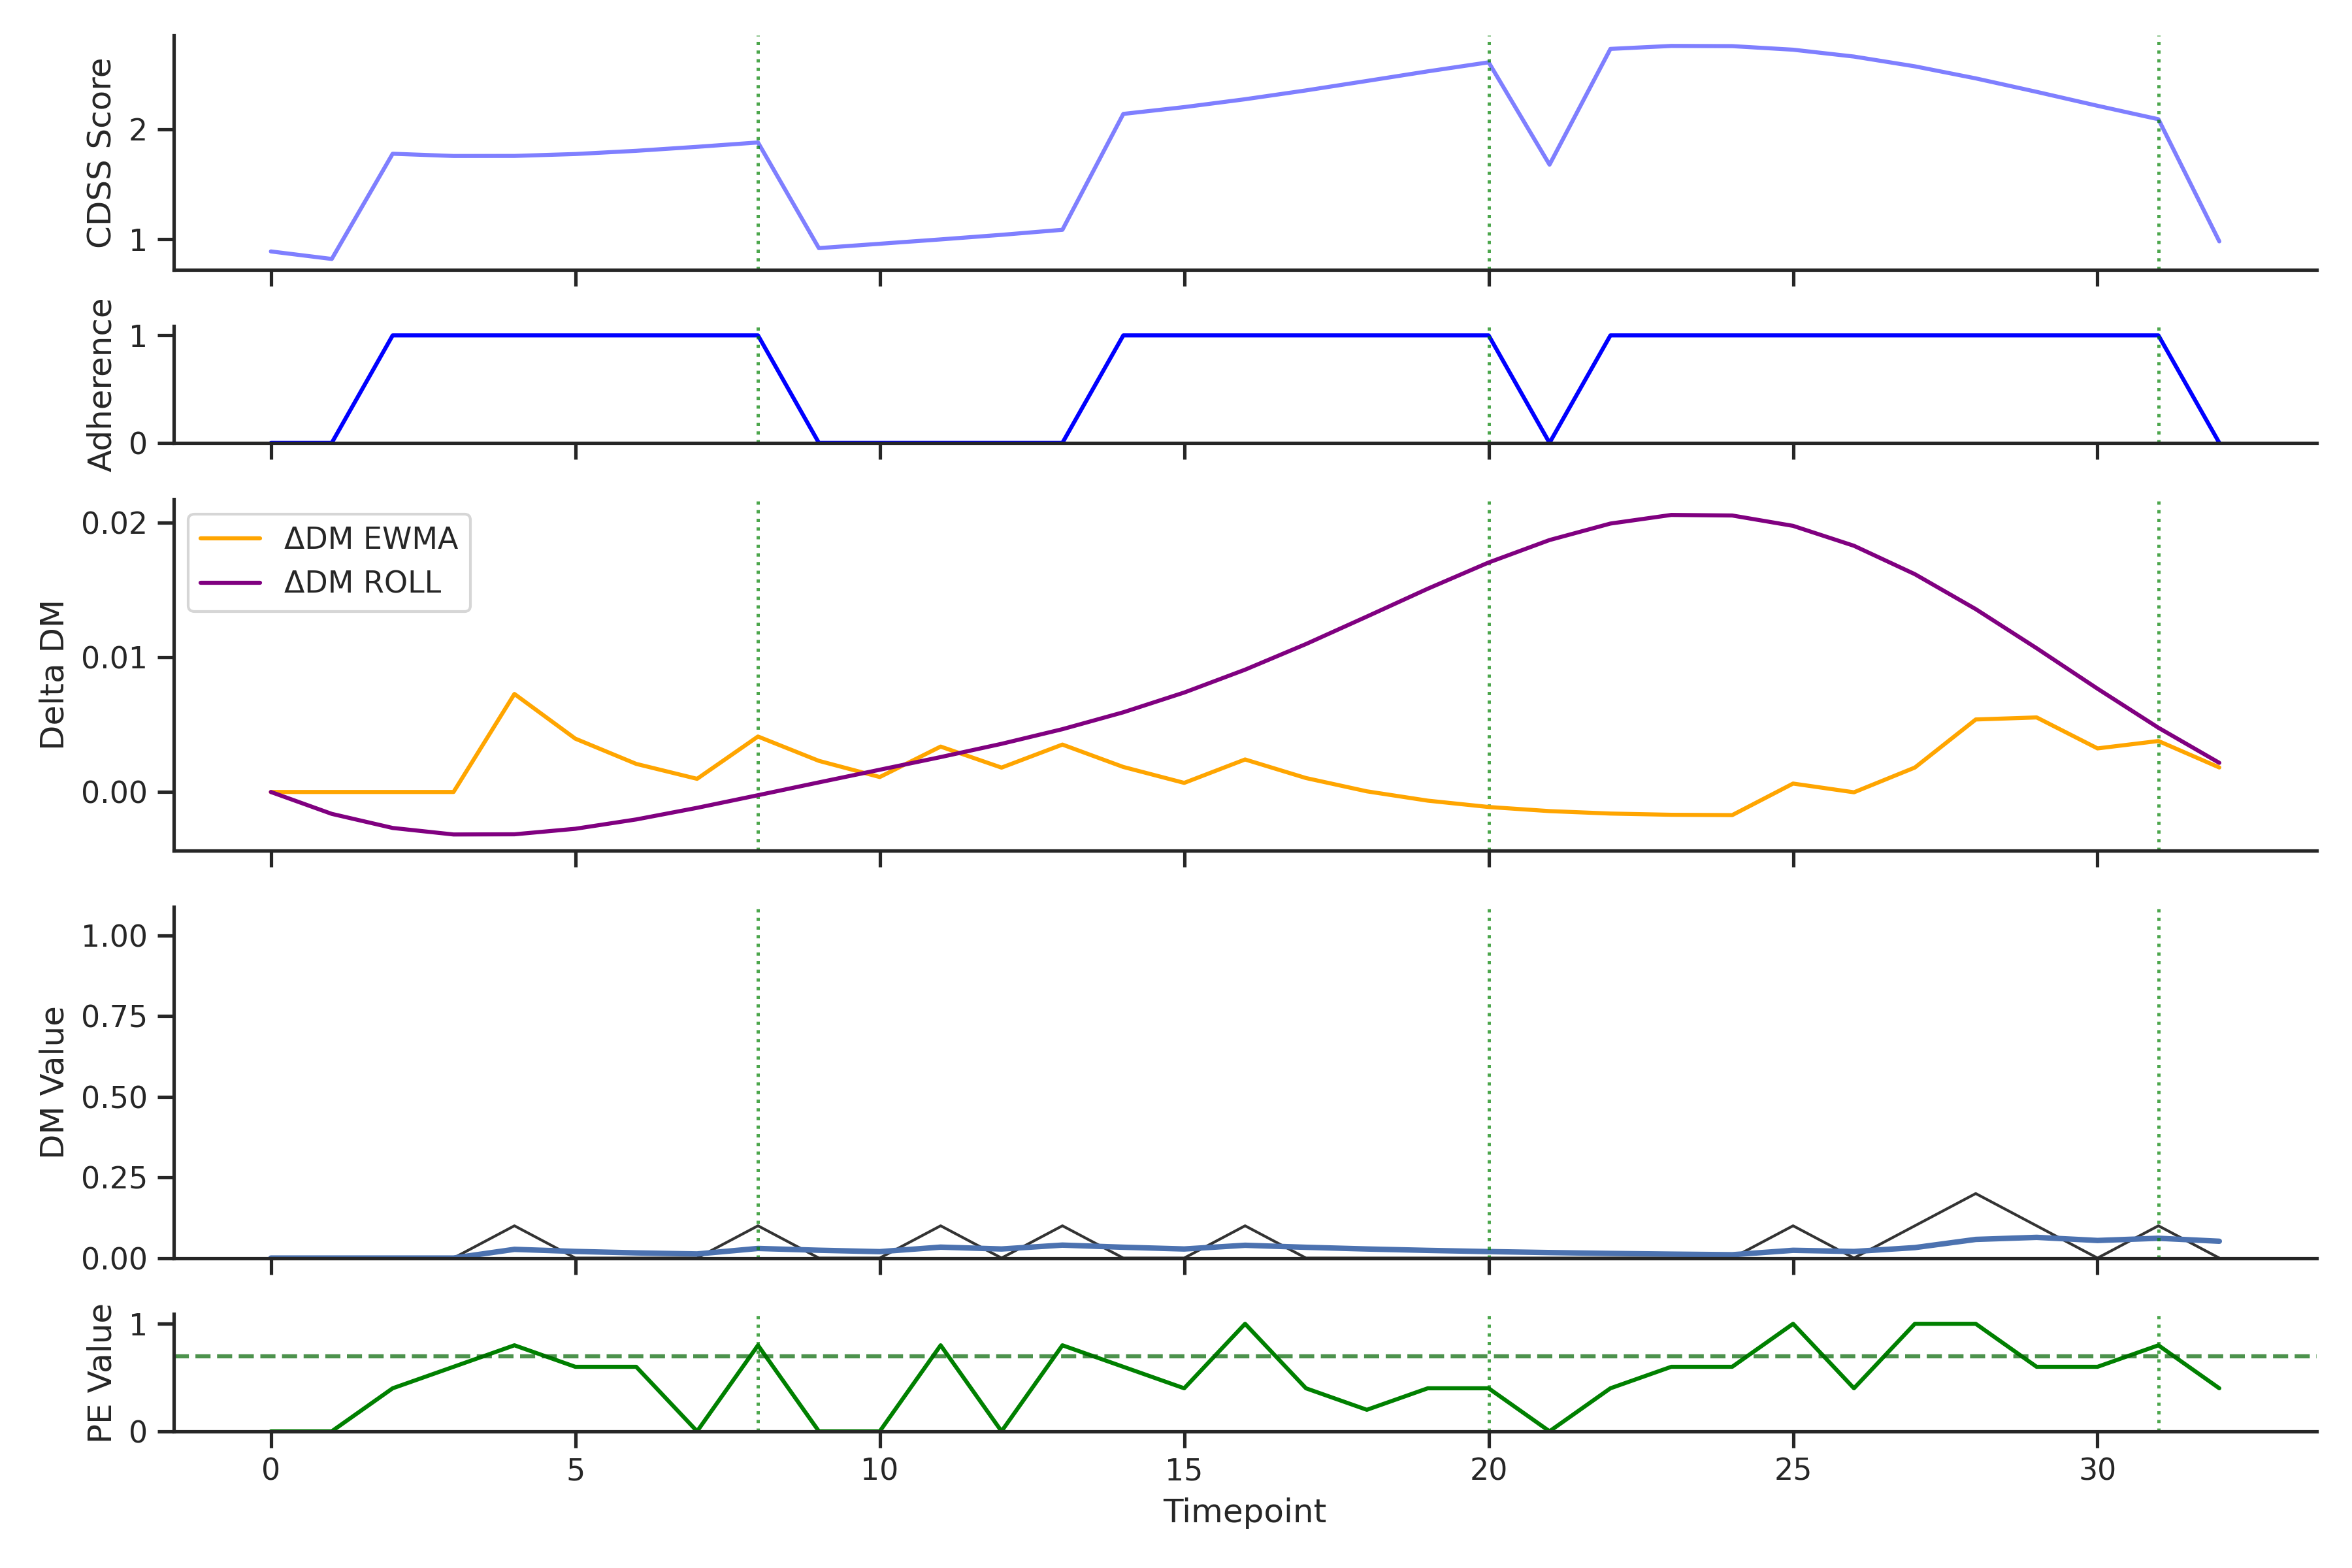 CDSS Score
2
1
Adherence
1
0
Delta DM
0.02
0.01
0.00
ΔDM EWMA
ΔDM ROLL
DM Value
1.00
0.75
0.50
0.25
0.00
PE Value
1
0
0 5 10 15 20 25 30
Timepoint